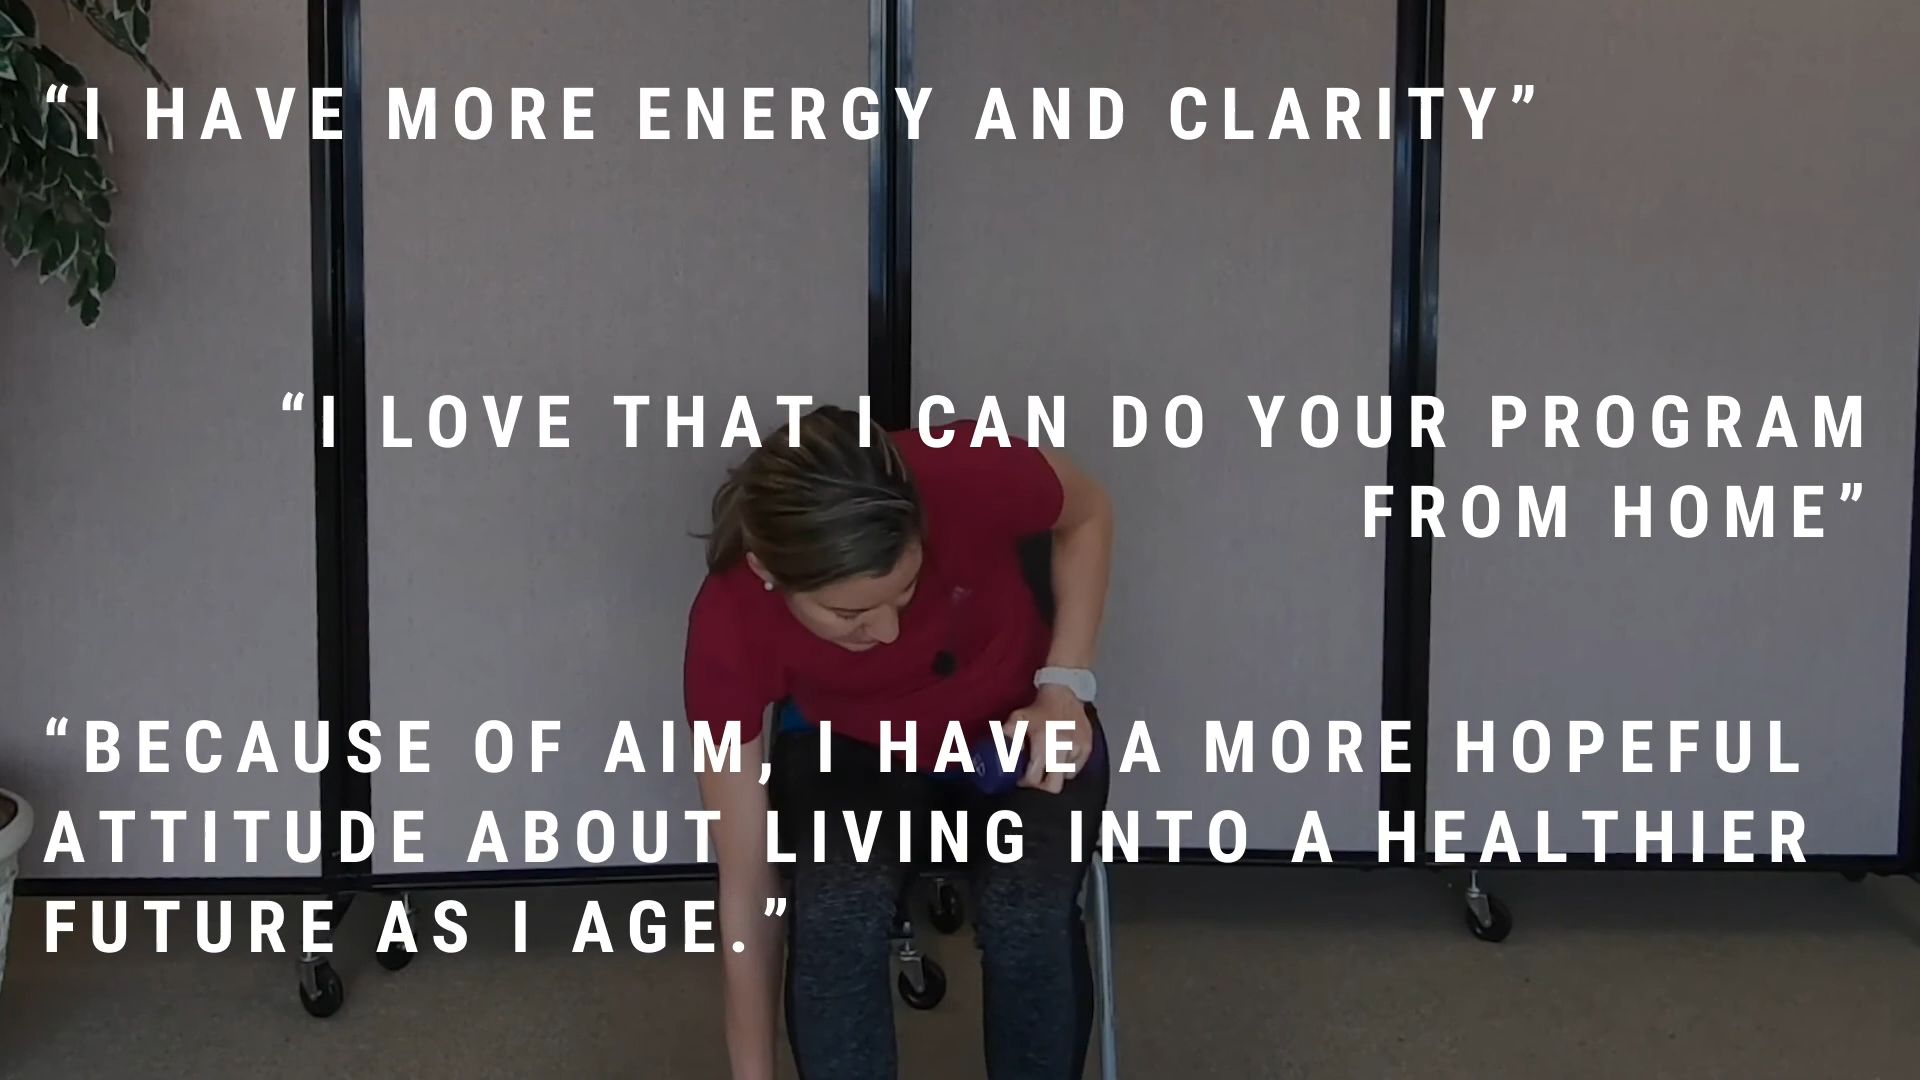 “I HAVE MORE ENERGY AND CLARITY”
“I LOVE THAT I CAN DO YOUR PROGRAM
FROM HOME”
“BECAUSE OF AIM, I HAVE A MORE HOPEFUL
ATTITUDE ABOUT LIVING INTO A HEALTHIER
FUTURE AS I AGE.”